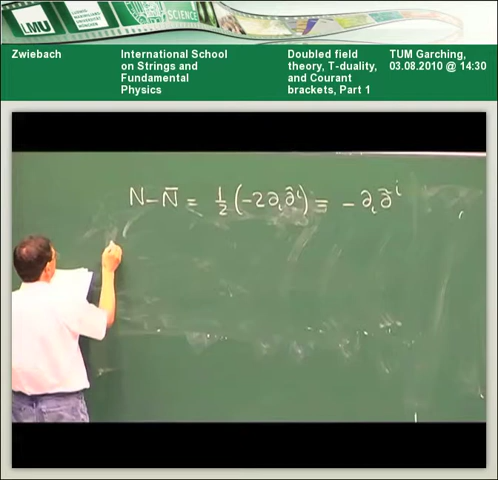 LMU
SCIENCE
Zwiebach
International School
on Strings and
Fundamental
Physics
Doubled field
theory, T-duality,
and Courant
brackets, Part 1
TUM Garching,
03.08.2010 @ 14:30
N - N̄ = 1/2 (-2 ∂ᵢ ∂̃ⁱ) = - ∂ᵢ ∂̃ⁱ